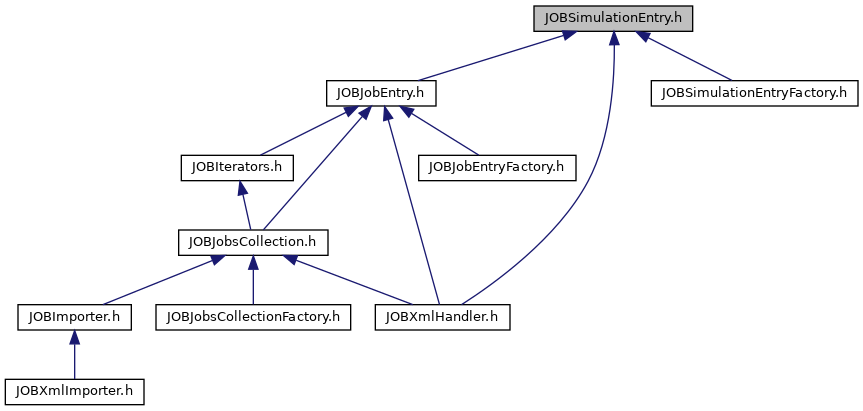 JOBSimulationEntry.h
JOBJobEntry.h
JOBSimulationEntryFactory.h
JOBIterators.h
JOBJobEntryFactory.h
JOBJobsCollection.h
JOBImporter.h
JOBJobsCollectionFactory.h
JOBXmlHandler.h
JOBXmlImporter.h